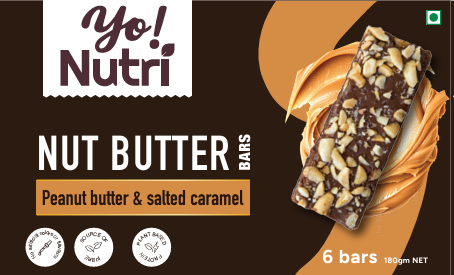 Yo!
Nutri
NUT BUTTER BARS
Peanut butter & salted caramel
SOURCE OF
FIBRE
PLANT BASED
PROTEIN
6 bars 180gm NET